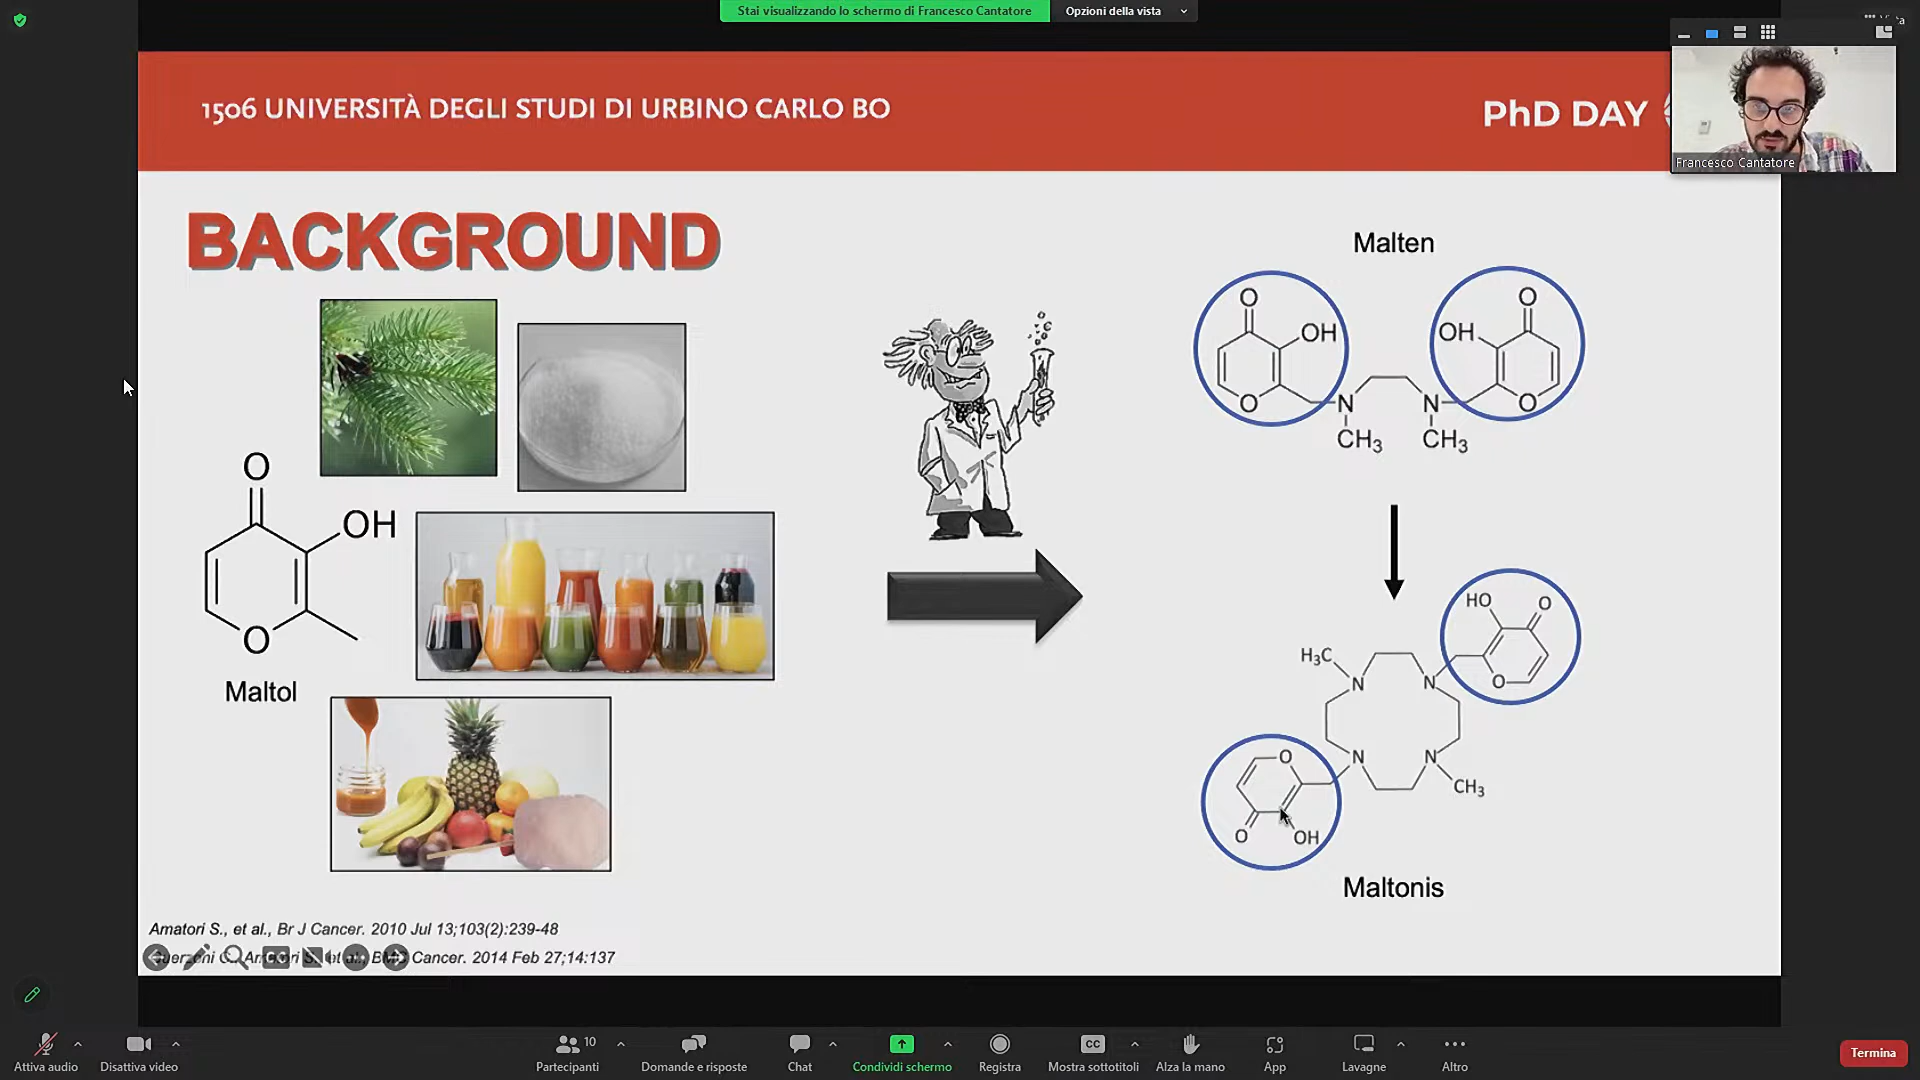 Stai visualizzando lo schermo di Francesco Cantatore
Opzioni della vista
1506 UNIVERSITÀ DEGLI STUDI DI URBINO CARLO BO
PhD DAY
Francesco Cantatore
BACKGROUND
Malten
O
OH
O
OH
O
O
N
N
CH3
CH3
O
OH
O
Maltol
HO
O
O
H3C
N
N
N
N
CH3
O
O
OH
Maltonis
Amatori S., et al., Br J Cancer. 2010 Jul 13;103(2):239-48
et al., Cancer. 2014 Feb 27;14:137
Attiva audio
Disattiva video
Partecipanti
10
Domande e risposte
Chat
Condividi schermo
Registra
CC
Mostra sottotitoli
Alza la mano
App
Lavagne
Altro
Termina